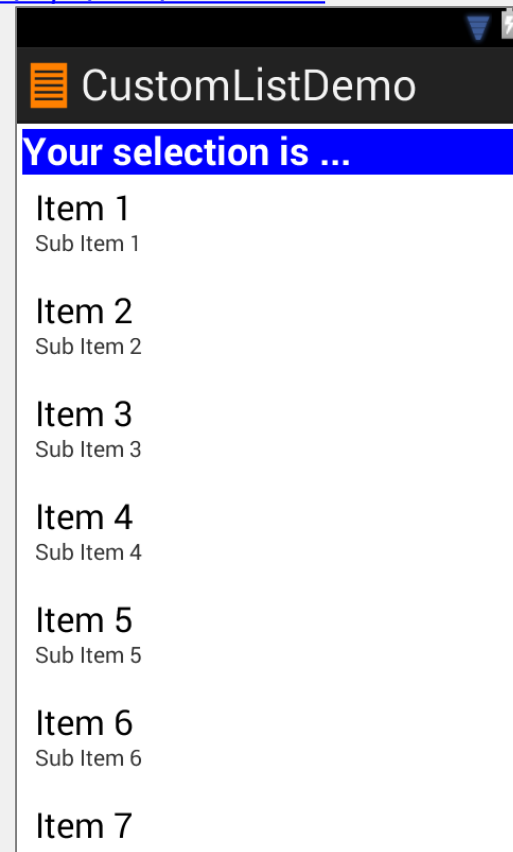 CustomListDemo
Your selection is ...
Item 1
Sub Item 1
Item 2
Sub Item 2
Item 3
Sub Item 3
Item 4
Sub Item 4
Item 5
Sub Item 5
Item 6
Sub Item 6
Item 7